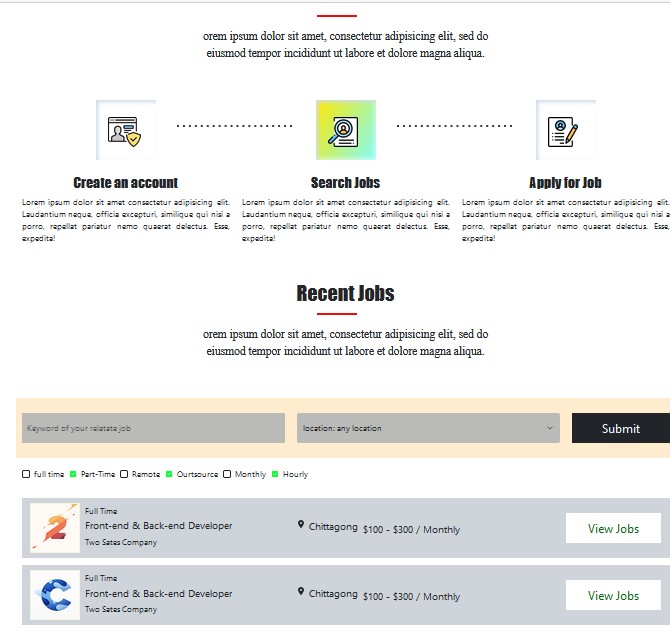 orem ipsum dolor sit amet, consectetur adipisicing elit, sed do
eiusmod tempor incididunt ut labore et dolore magna aliqua.
Create an account
Lorem ipsum dolor sit amet consectetur adipisicing elit.
Laudantium neque, officia excepturi, similique qui nisi a
porro, repellat pariatur nemo quaerat delectus. Esse,
expedita!
Search Jobs
Lorem ipsum dolor sit amet consectetur adipisicing elit.
Laudantium neque, officia excepturi, similique qui nisi a
porro, repellat pariatur nemo quaerat delectus. Esse,
expedita!
Apply for Job
Lorem ipsum dolor sit amet consectetur adipisicing elit.
Laudantium neque, officia excepturi, similique qui nisi a
porro, repellat pariatur nemo quaerat delectus. Esse,
expedita!
Recent Jobs
orem ipsum dolor sit amet, consectetur adipisicing elit, sed do
eiusmod tempor incididunt ut labore et dolore magna aliqua.
Keyword of your relatate job
location: any location
Submit
full time Part-Time Remote Ourtsource Monthly Hourly
2
Full Time
Front-end & Back-end Developer
Two Sates Company
Chittagong
$100 - $300 / Monthly
View Jobs
C
Full Time
Front-end & Back-end Developer
Two Sates Company
Chittagong
$100 - $300 / Monthly
View Jobs